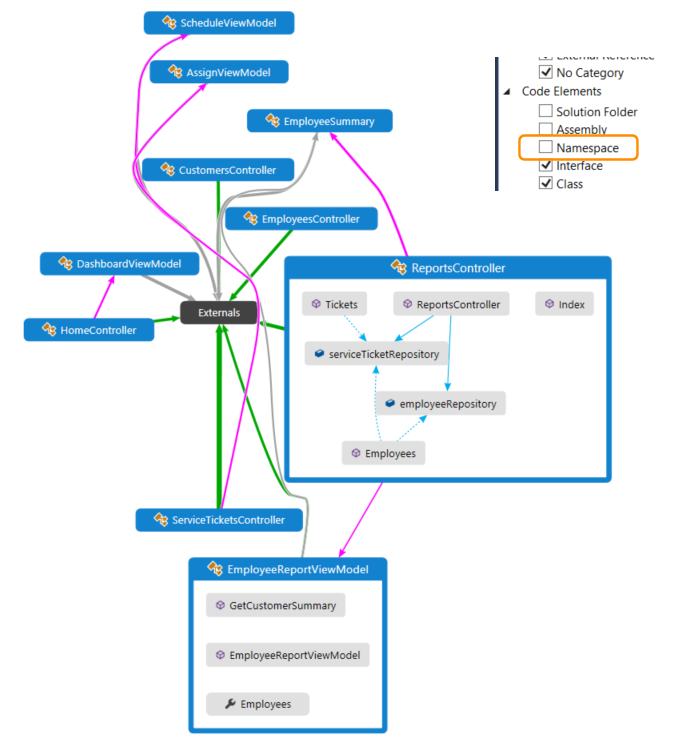 ScheduleViewModel
AssignViewModel
EmployeeSummary
CustomersController
EmployeesController
DashboardViewModel
HomeController
Externals
ReportsController
Tickets
ReportsController
Index
serviceTicketRepository
employeeRepository
Employees
ServiceTicketsController
EmployeeReportViewModel
GetCustomerSummary
EmployeeReportViewModel
Employees
External Reference
No Category
Code Elements
Solution Folder
Assembly
Namespace
Interface
Class